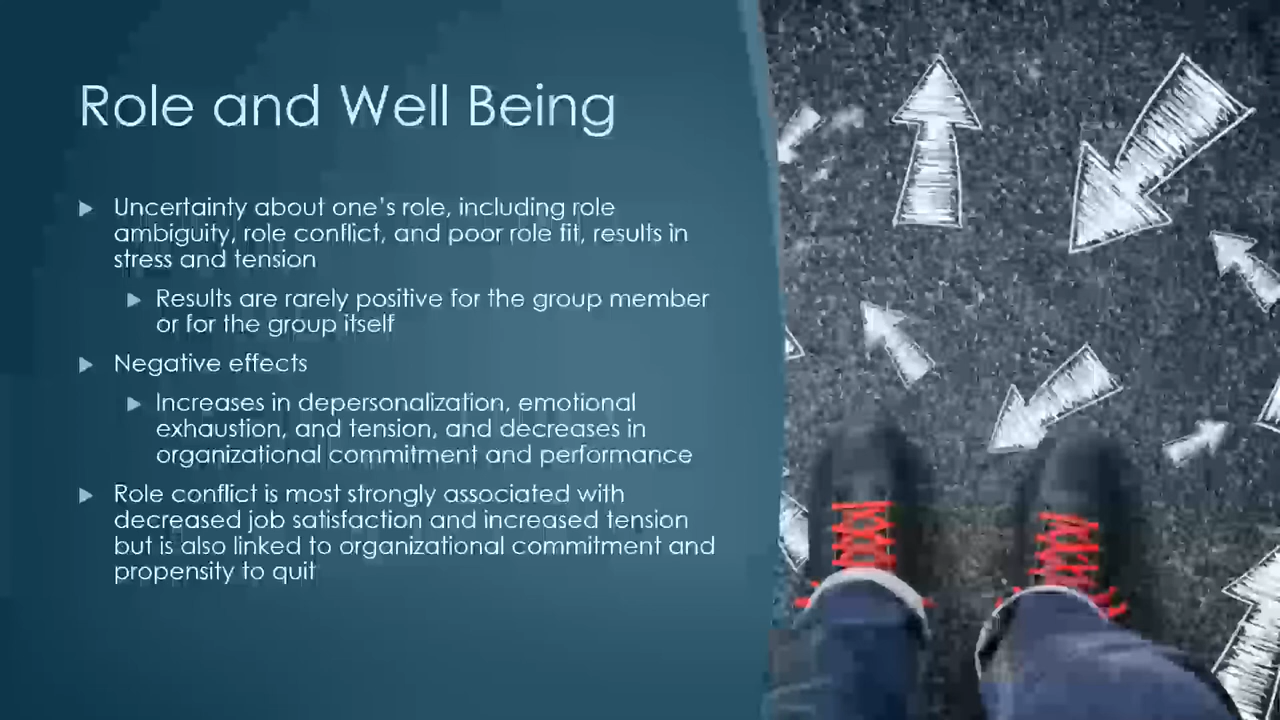 Role and Well Being
Uncertainty about one's role, including role
ambiguity, role conflict, and poor role fit, results in
stress and tension
Results are rarely positive for the group member
or for the group itself
Negative effects
Increases in depersonalization, emotional
exhaustion, and tension, and decreases in
organizational commitment and performance
Role conflict is most strongly associated with
decreased job satisfaction and increased tension
but is also linked to organizational commitment and
propensity to quit